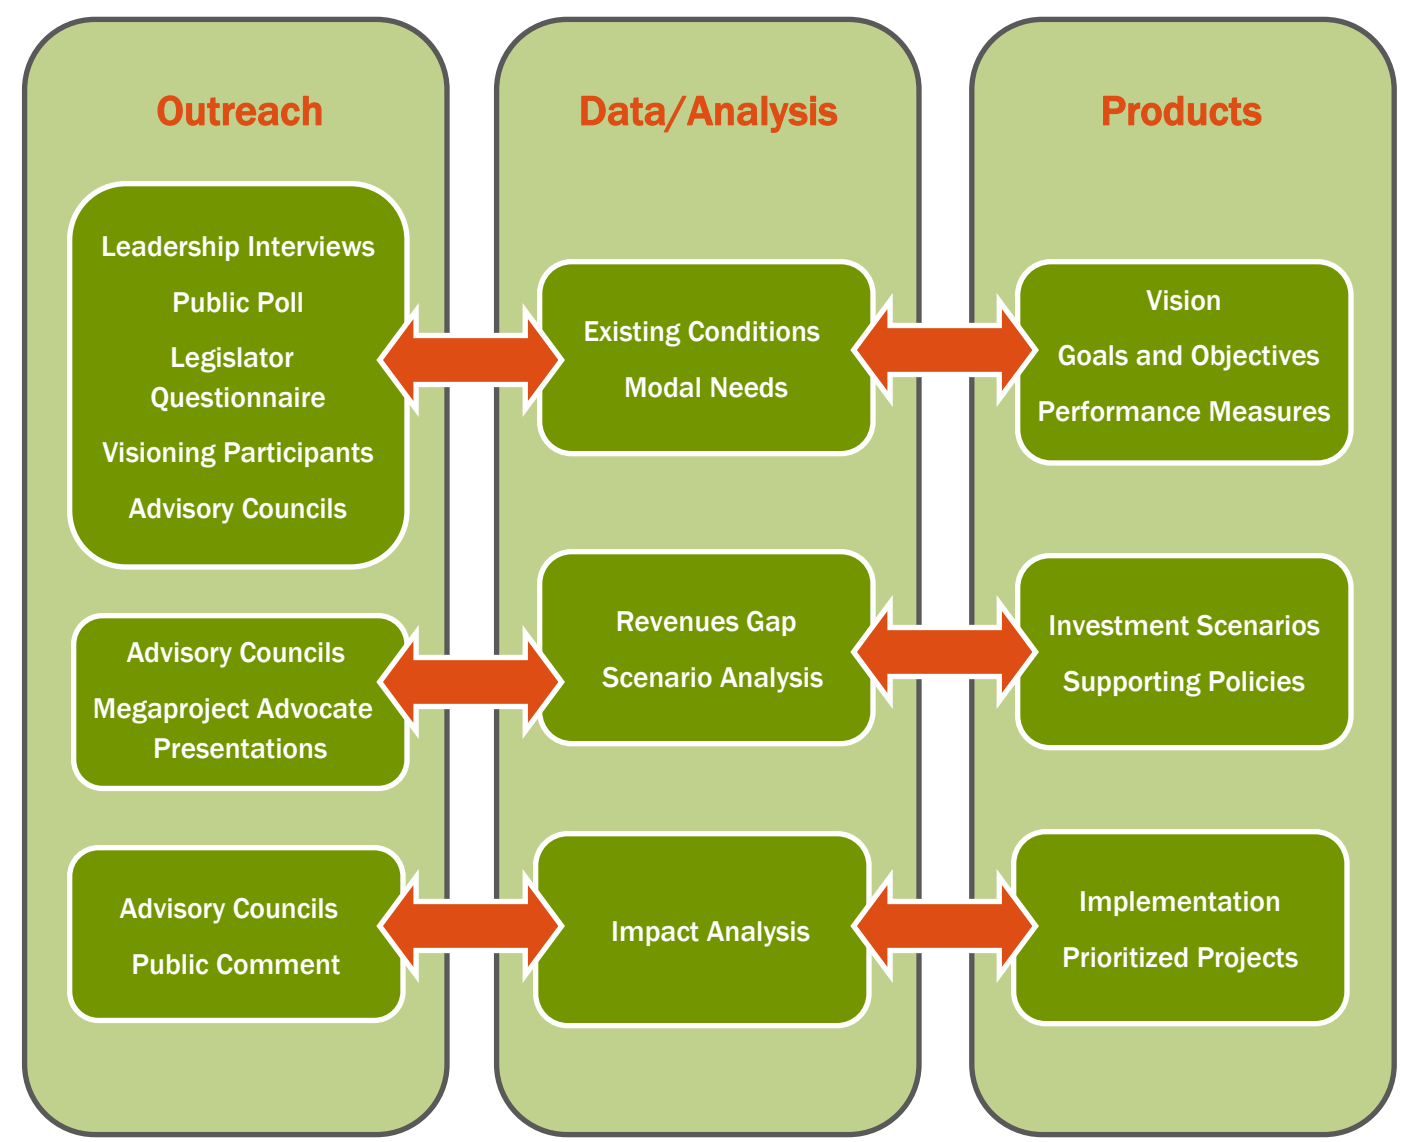 Outreach
Leadership Interviews
Public Poll
Legislator
Questionnaire
Visioning Participants
Advisory Councils
Advisory Councils
Megaproject Advocate
Presentations
Advisory Councils
Public Comment
Data/Analysis
Existing Conditions
Modal Needs
Revenues Gap
Scenario Analysis
Impact Analysis
Products
Vision
Goals and Objectives
Performance Measures
Investment Scenarios
Supporting Policies
Implementation
Prioritized Projects